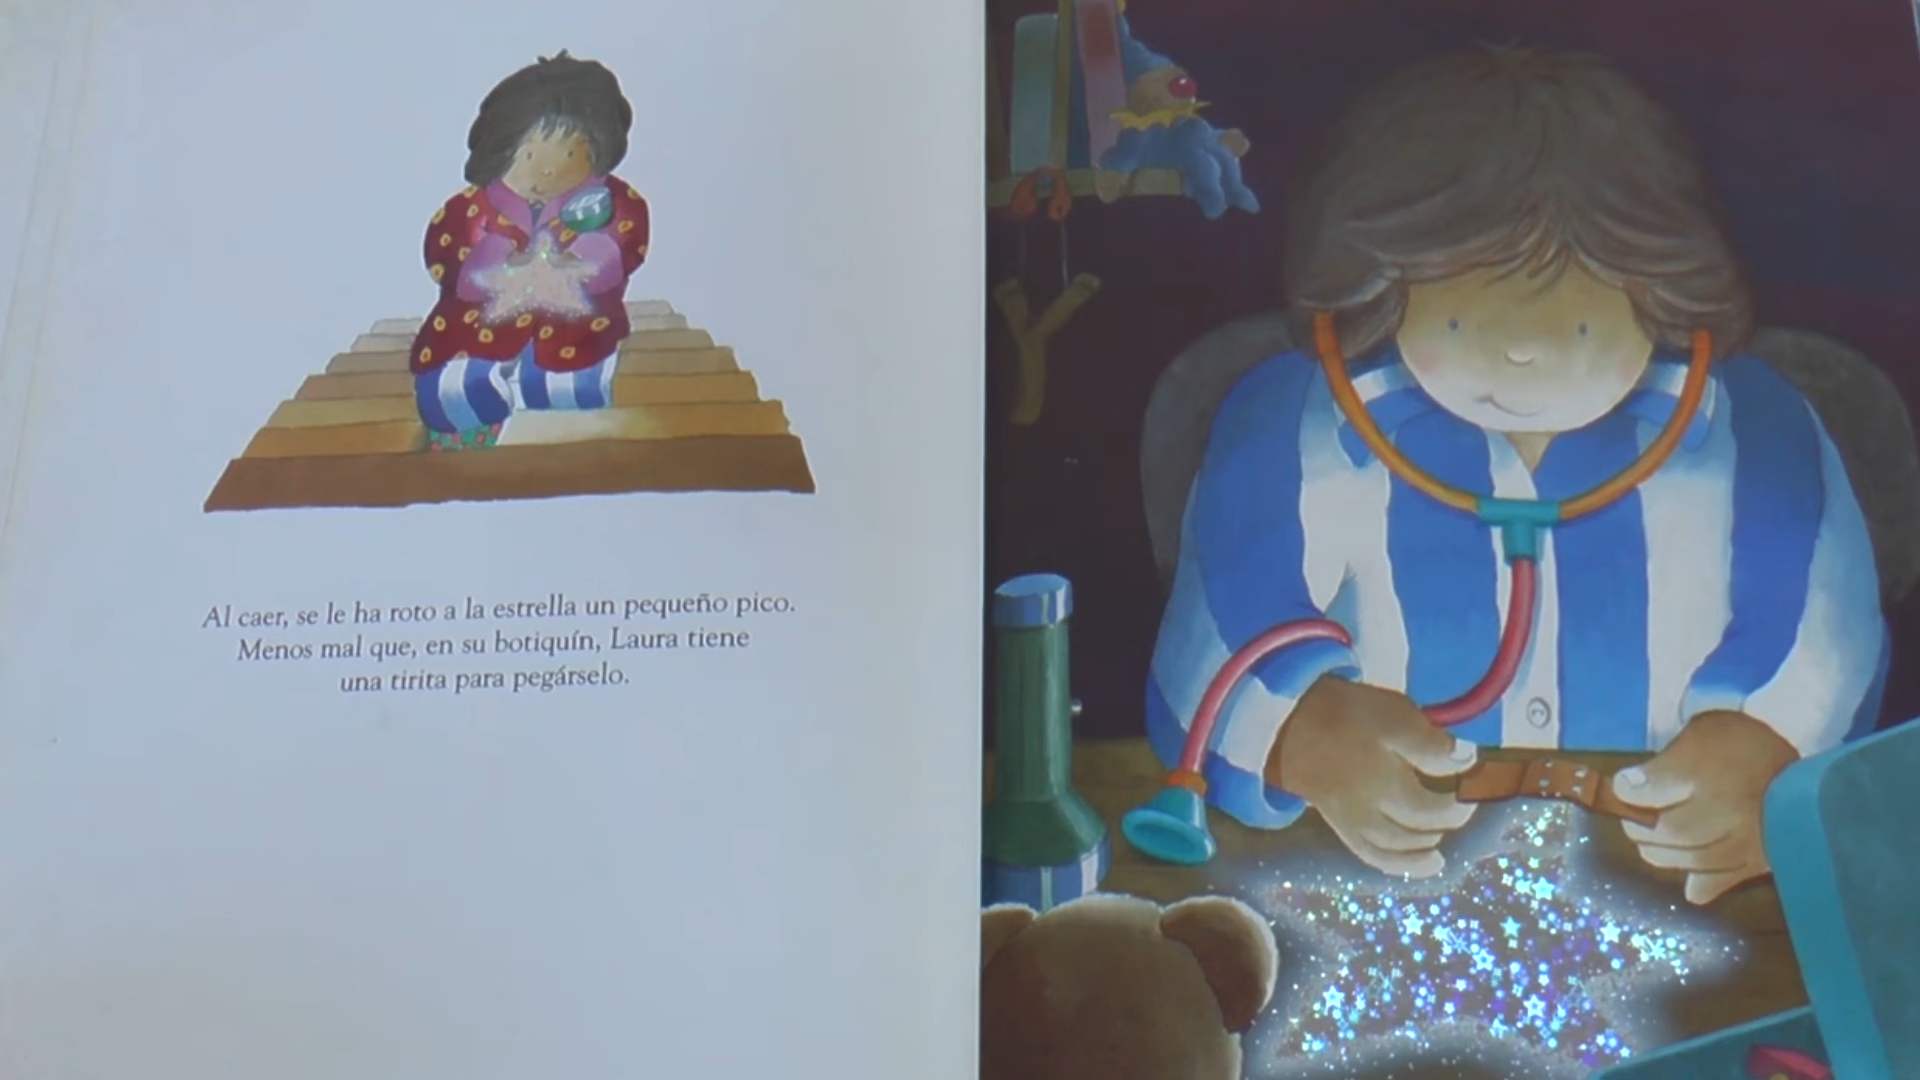 Al caer, se le ha roto a la estrella un pequeño pico.
Menos mal que, en su botiquín, Laura tiene
una tirita para pegárselo.